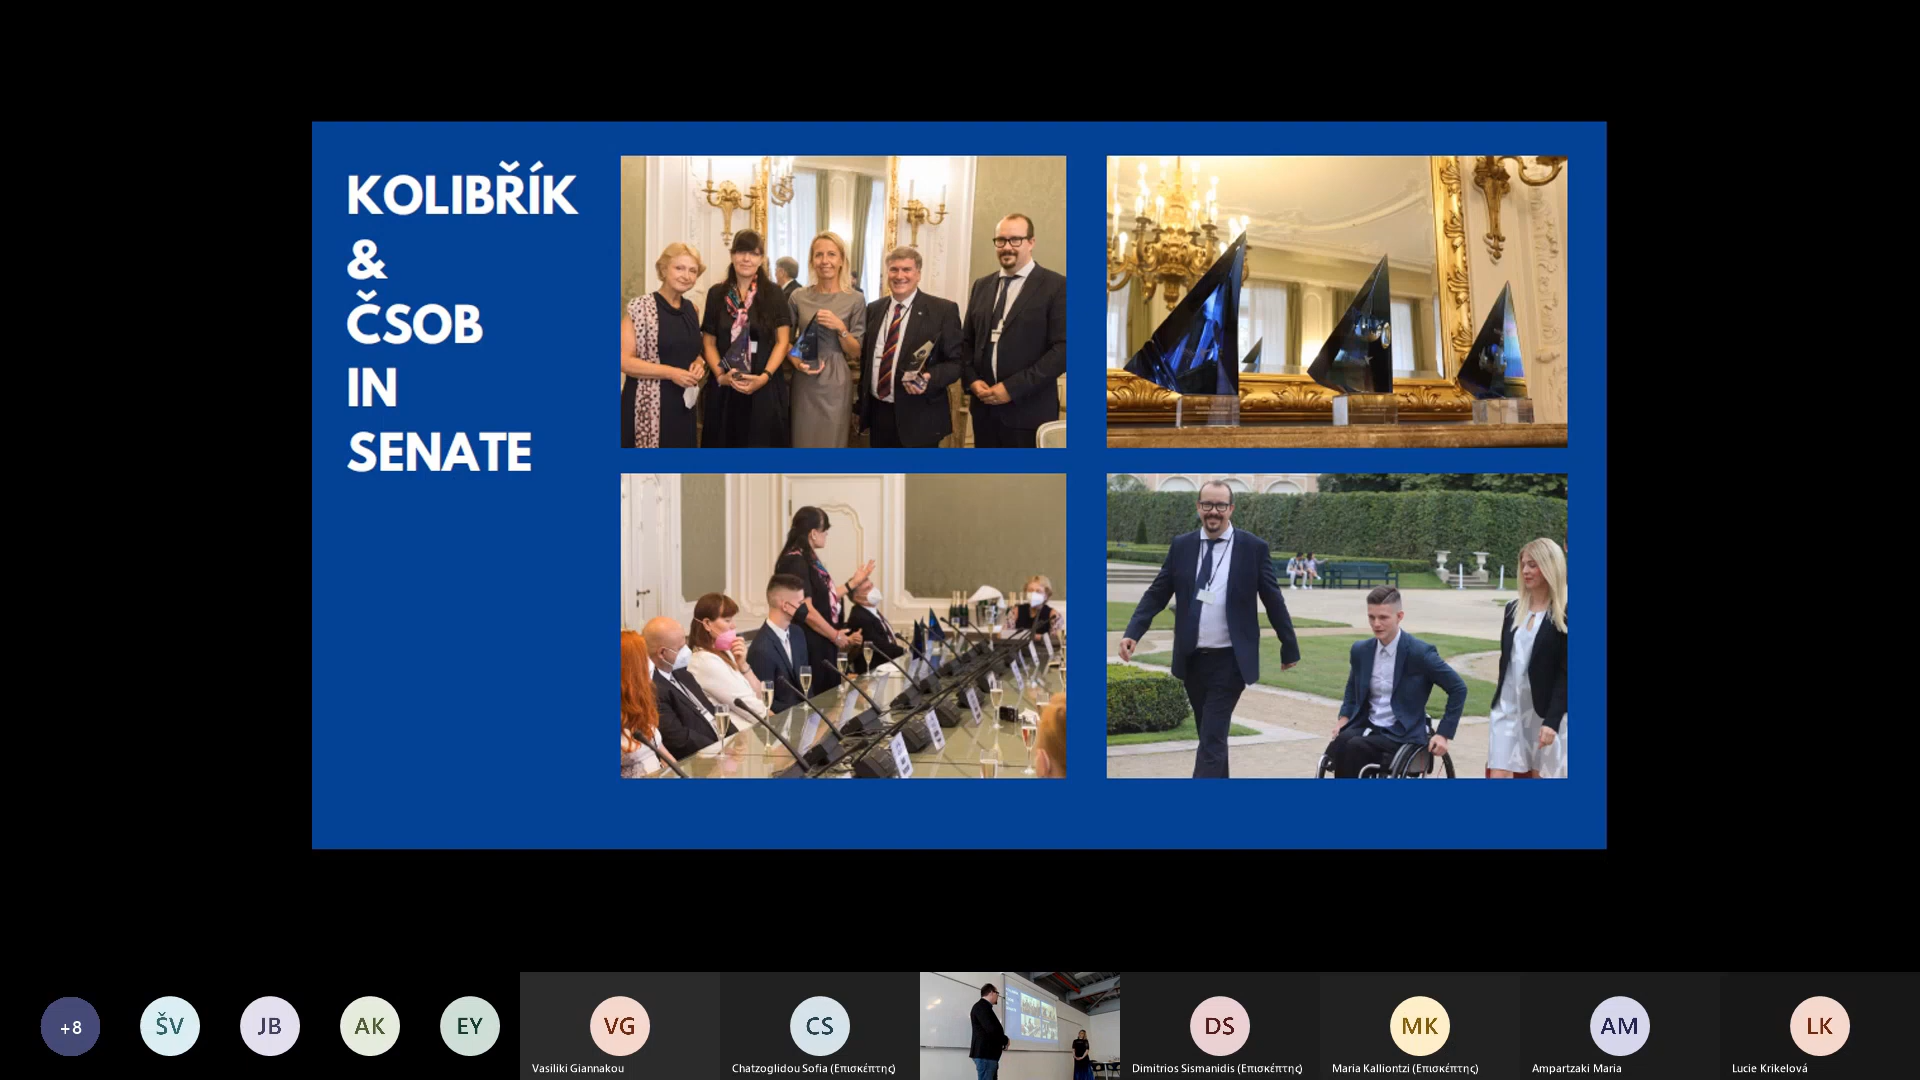 KOLIBŘÍK
&
ČSOB
IN
SENATE
+8
ŠV
JB
AK
EY
VG
Vasiliki Giannakou
CS
Chatzoglidou Sofia (Επισκέπτης)
DS
Dimitrios Sismanidis (Επισκέπτης)
MK
Maria Kalliontzi (Επισκέπτης)
AM
Ampartzaki Maria
LK
Lucie Krikelová